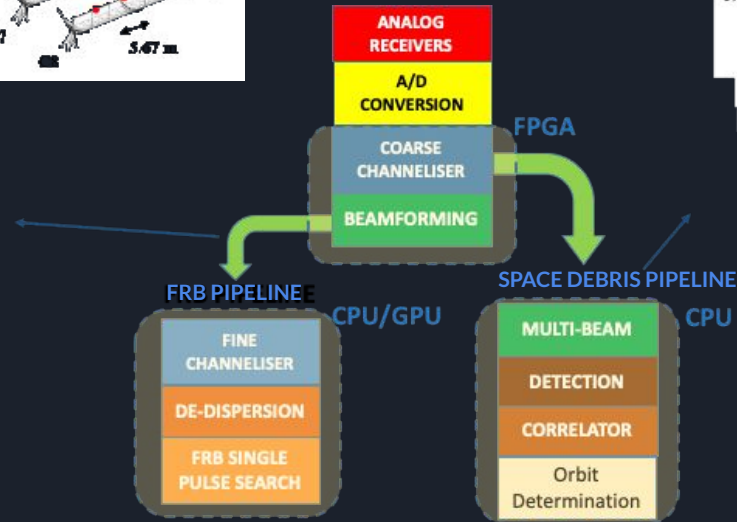 5.67 m
ANALOG
RECEIVERS
A/D
CONVERSION
FPGA
COARSE
CHANNELISER
BEAMFORMING
FRB PIPELINE
CPU/GPU
FINE
CHANNELISER
DE-DISPERSION
FRB SINGLE
PULSE SEARCH
SPACE DEBRIS PIPELINE
CPU
MULTI-BEAM
DETECTION
CORRELATOR
Orbit
Determination